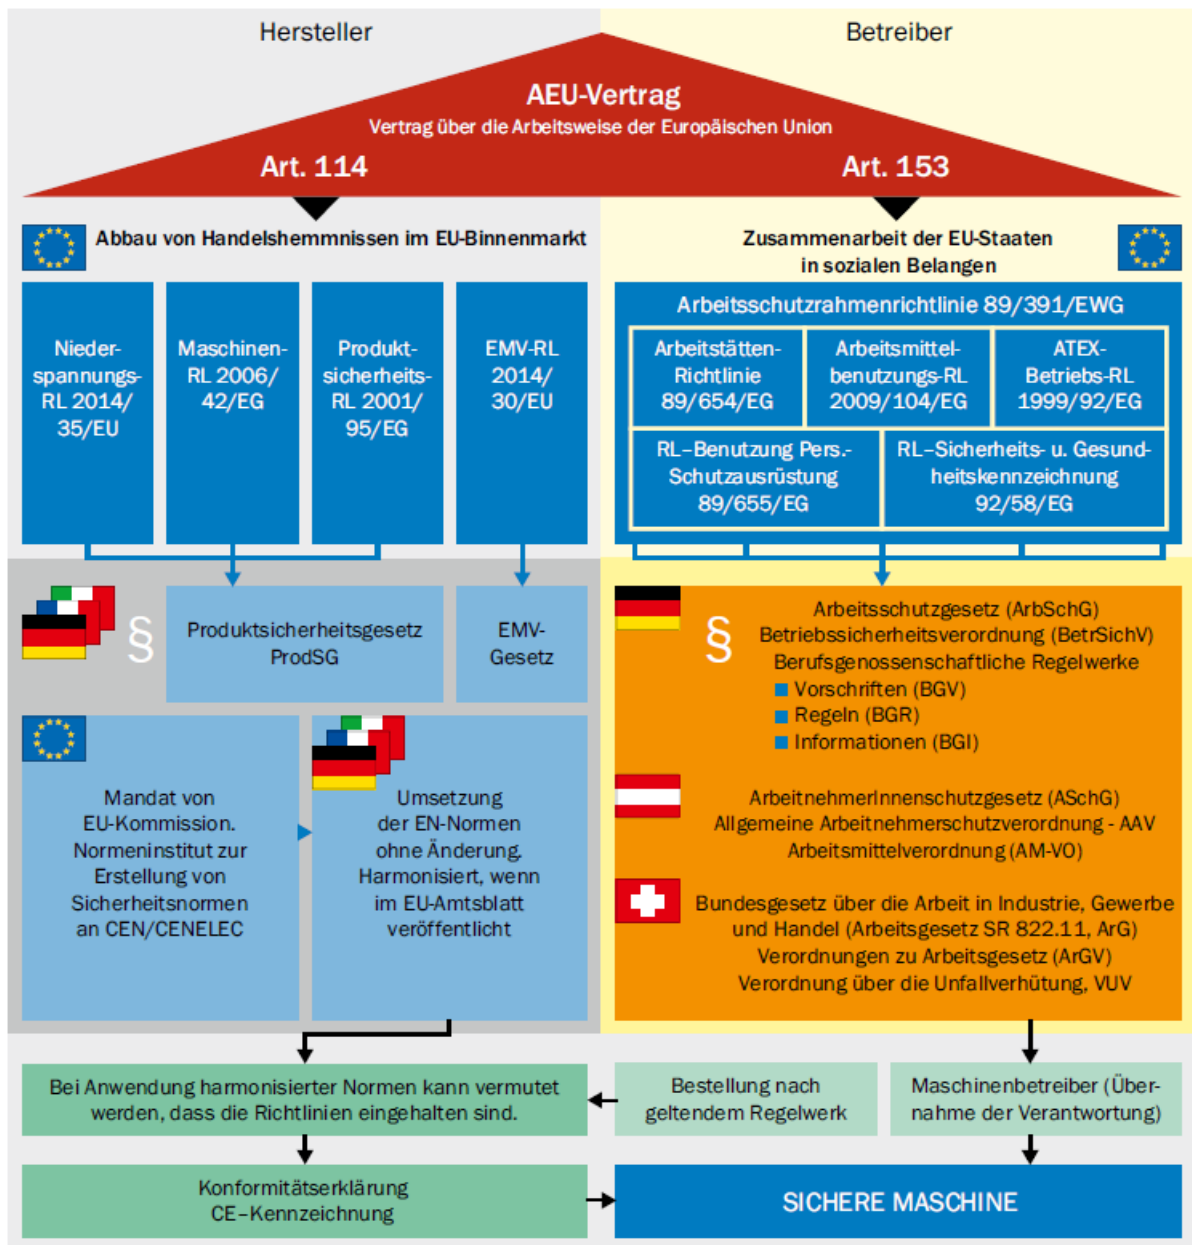 Hersteller
Betreiber
AEU-Vertrag
Vertrag über die Arbeitsweise der Europäischen Union
Art. 114
Art. 153
Abbau von Handelshemmnissen im EU-Binnenmarkt
Zusammenarbeit der EU-Staaten
in sozialen Belangen
Nieder-
spannungs-
RL 2014/
35/EU
Maschinen-
RL 2006/
42/EG
Produkt-
sicherheits-
RL 2001/
95/EG
EMV-RL
2014/
30/EU
Arbeitsschutzrahmenrichtlinie 89/391/EWG
Arbeitstätten-
Richtlinie
89/654/EG
Arbeitsmittel-
benutzungs-RL
2009/104/EG
ATEX-
Betriebs-RL
1999/92/EG
RL–Benutzung Pers.-
Schutzausrüstung
89/655/EG
RL–Sicherheits- u. Gesund-
heitskennzeichnung
92/58/EG
§
Produktsicherheitsgesetz
ProdSG
EMV-
Gesetz
§
Arbeitsschutzgesetz (ArbSchG)
Betriebssicherheitsverordnung (BetrSichV)
Berufsgenossenschaftliche Regelwerke
Vorschriften (BGV)
Regeln (BGR)
Informationen (BGI)
Mandat von
EU-Kommission.
Normeninstitut zur
Erstellung von
Sicherheitsnormen
an CEN/CENELEC
Umsetzung
der EN-Normen
ohne Änderung.
Harmonisiert, wenn
im EU-Amtsblatt
veröffentlicht
ArbeitnehmerInnenschutzgesetz (ASchG)
Allgemeine Arbeitnehmerschutzverordnung - AAV
Arbeitsmittelverordnung (AM-VO)
Bundesgesetz über die Arbeit in Industrie, Gewerbe
und Handel (Arbeitsgesetz SR 822.11, ArG)
Verordnungen zu Arbeitsgesetz (ArGV)
Verordnung über die Unfallverhütung, VUV
Bei Anwendung harmonisierter Normen kann vermutet
werden, dass die Richtlinien eingehalten sind.
Bestellung nach
geltendem Regelwerk
Maschinenbetreiber (Über-
nahme der Verantwortung)
Konformitätserklärung
CE–Kennzeichnung
SICHERE MASCHINE